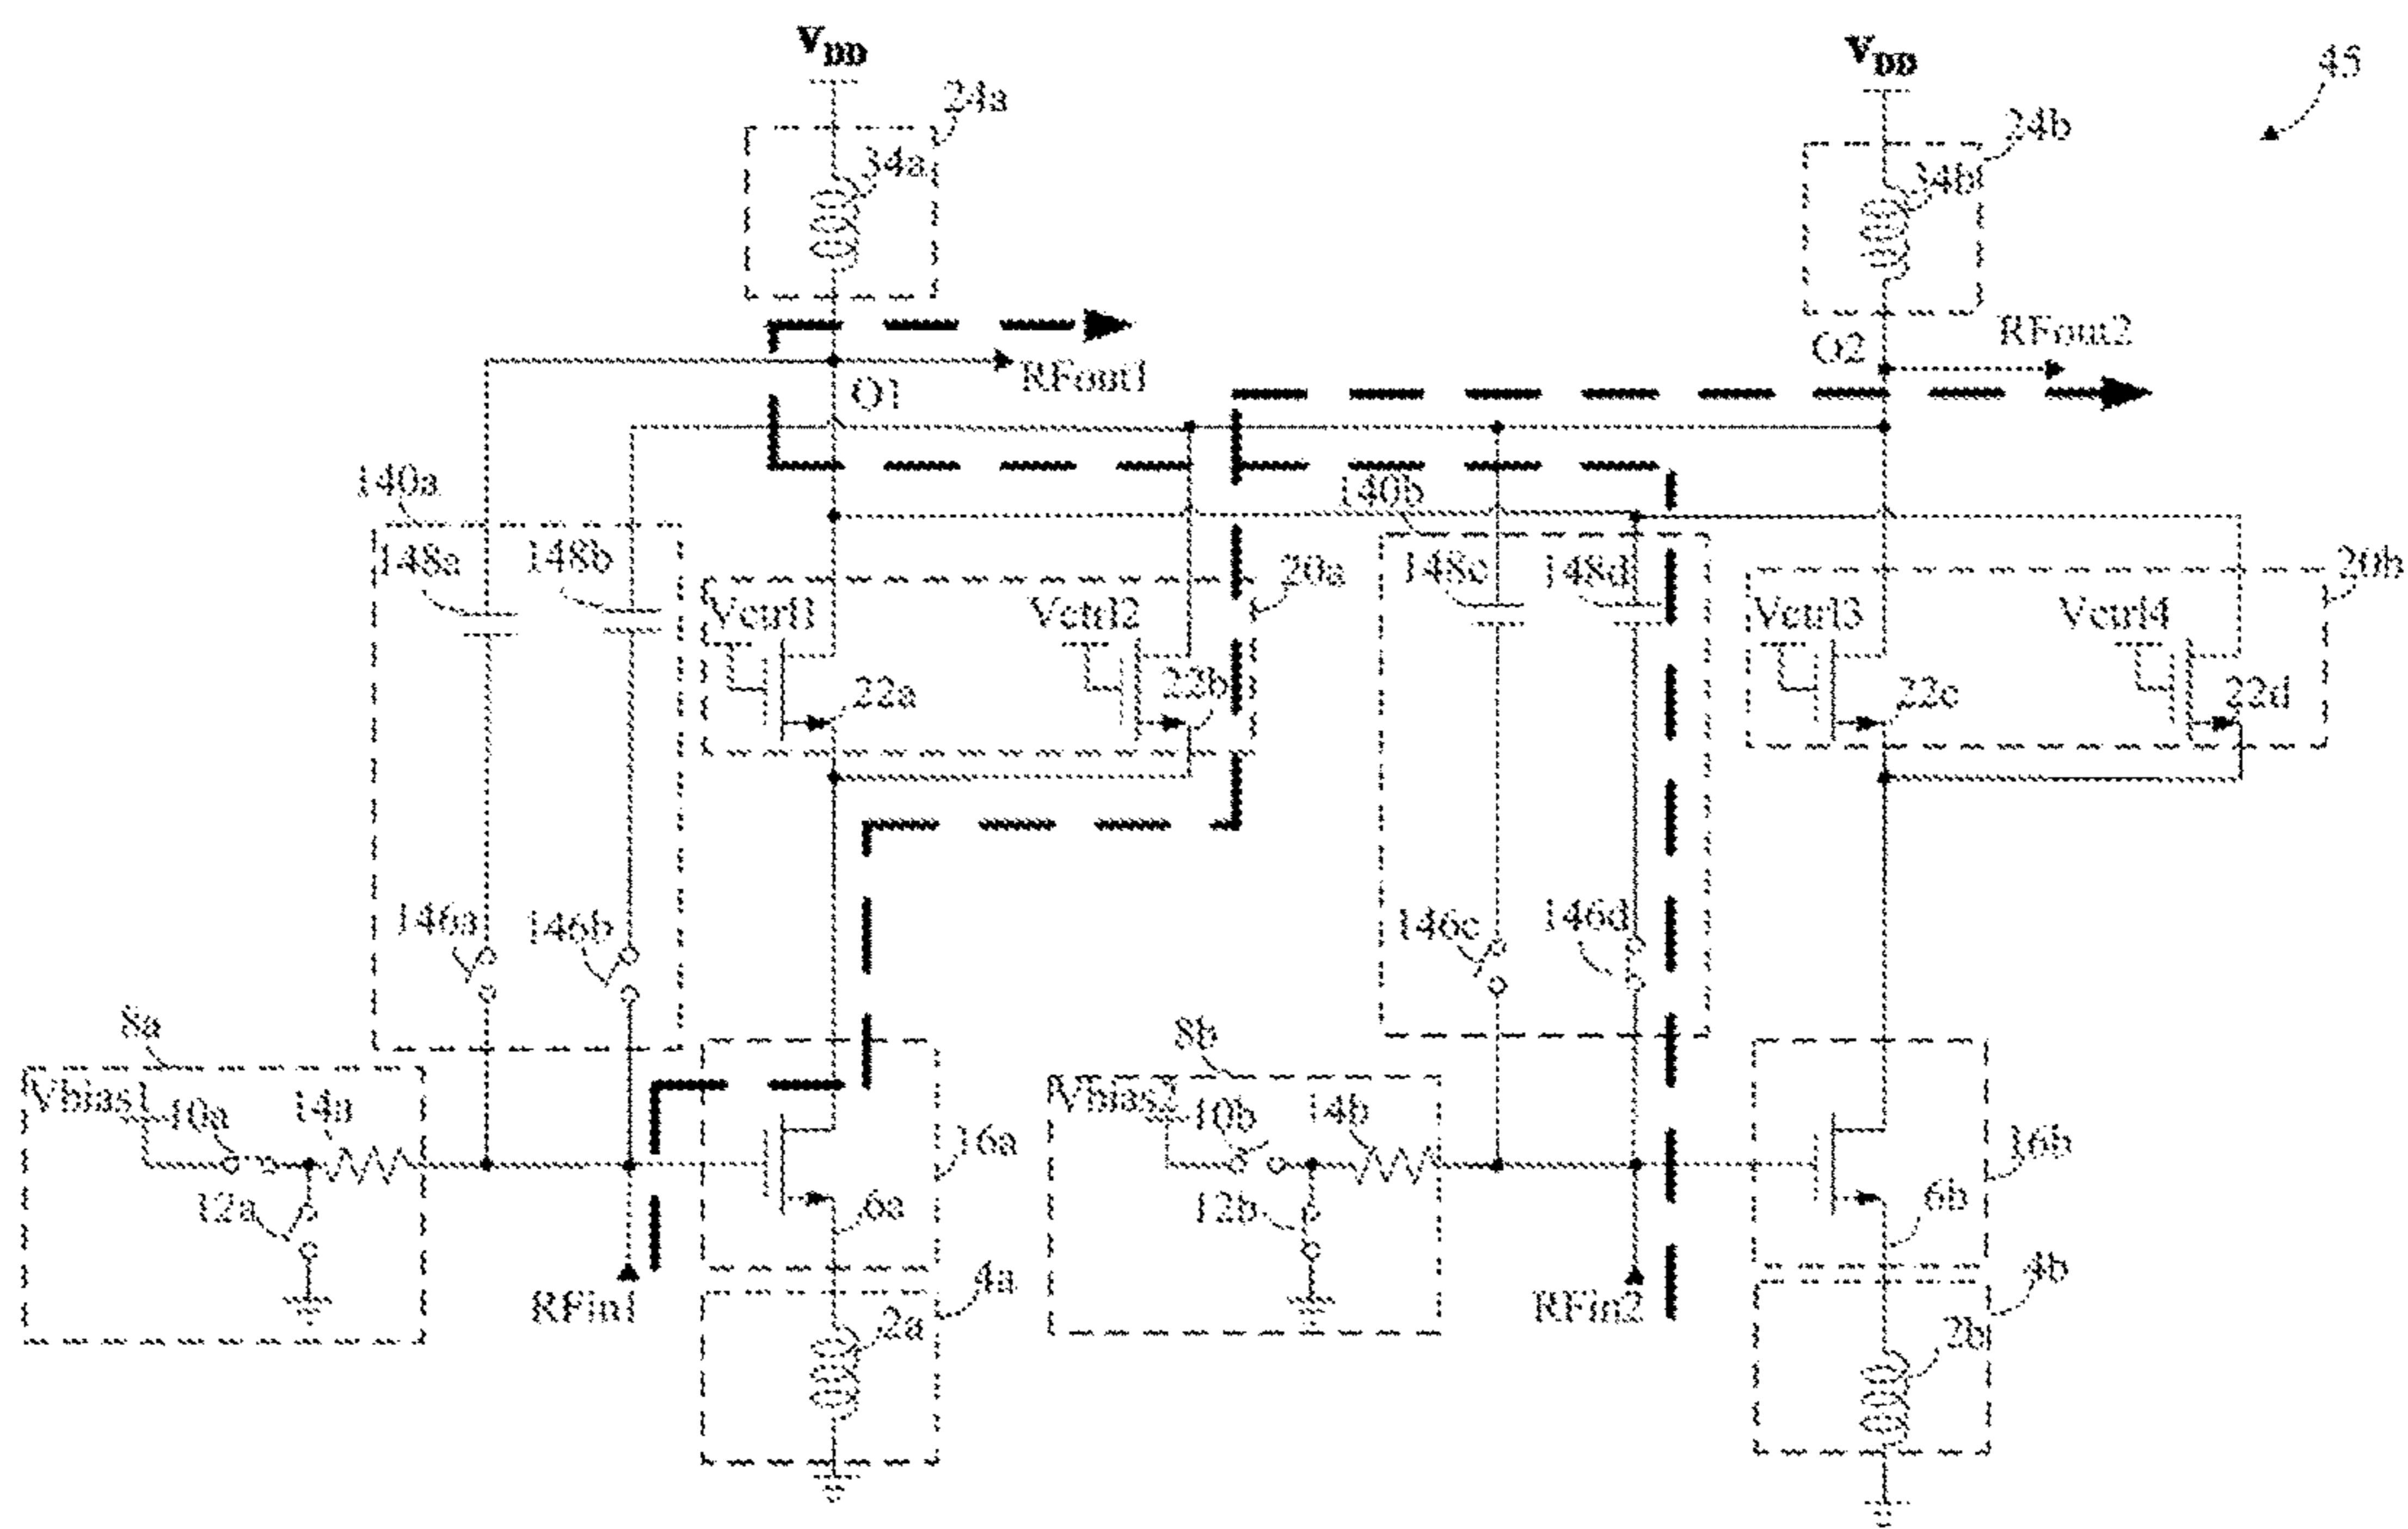 VDD
VDD
45
24a
24b
34a
34b
RFout1
O1
O2
RFout2
140a
140b
148a
148b
148c
148d
20a
20b
Vctrl1
Vctrl2
Vctrl3
Vctrl4
22a
22b
22c
22d
146a
146b
146c
146d
8a
8b
Vbias1
10a
14a
Vbias2
10b
14b
16a
16b
12a
12b
6a
6b
RFin1
RFin2
4a
4b
2a
2b